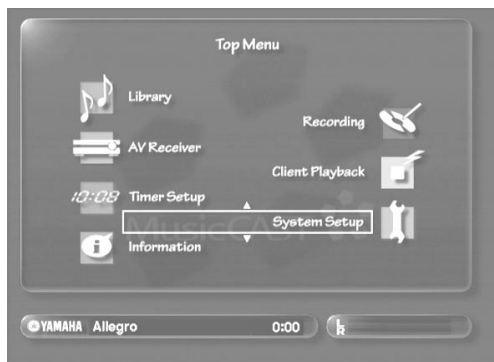 Top Menu
Library
Recording
AV Receiver
Client Playback
10:08 Timer Setup
System Setup
MusicCAST
Information
YAMAHA Allegro 0:00
L
R